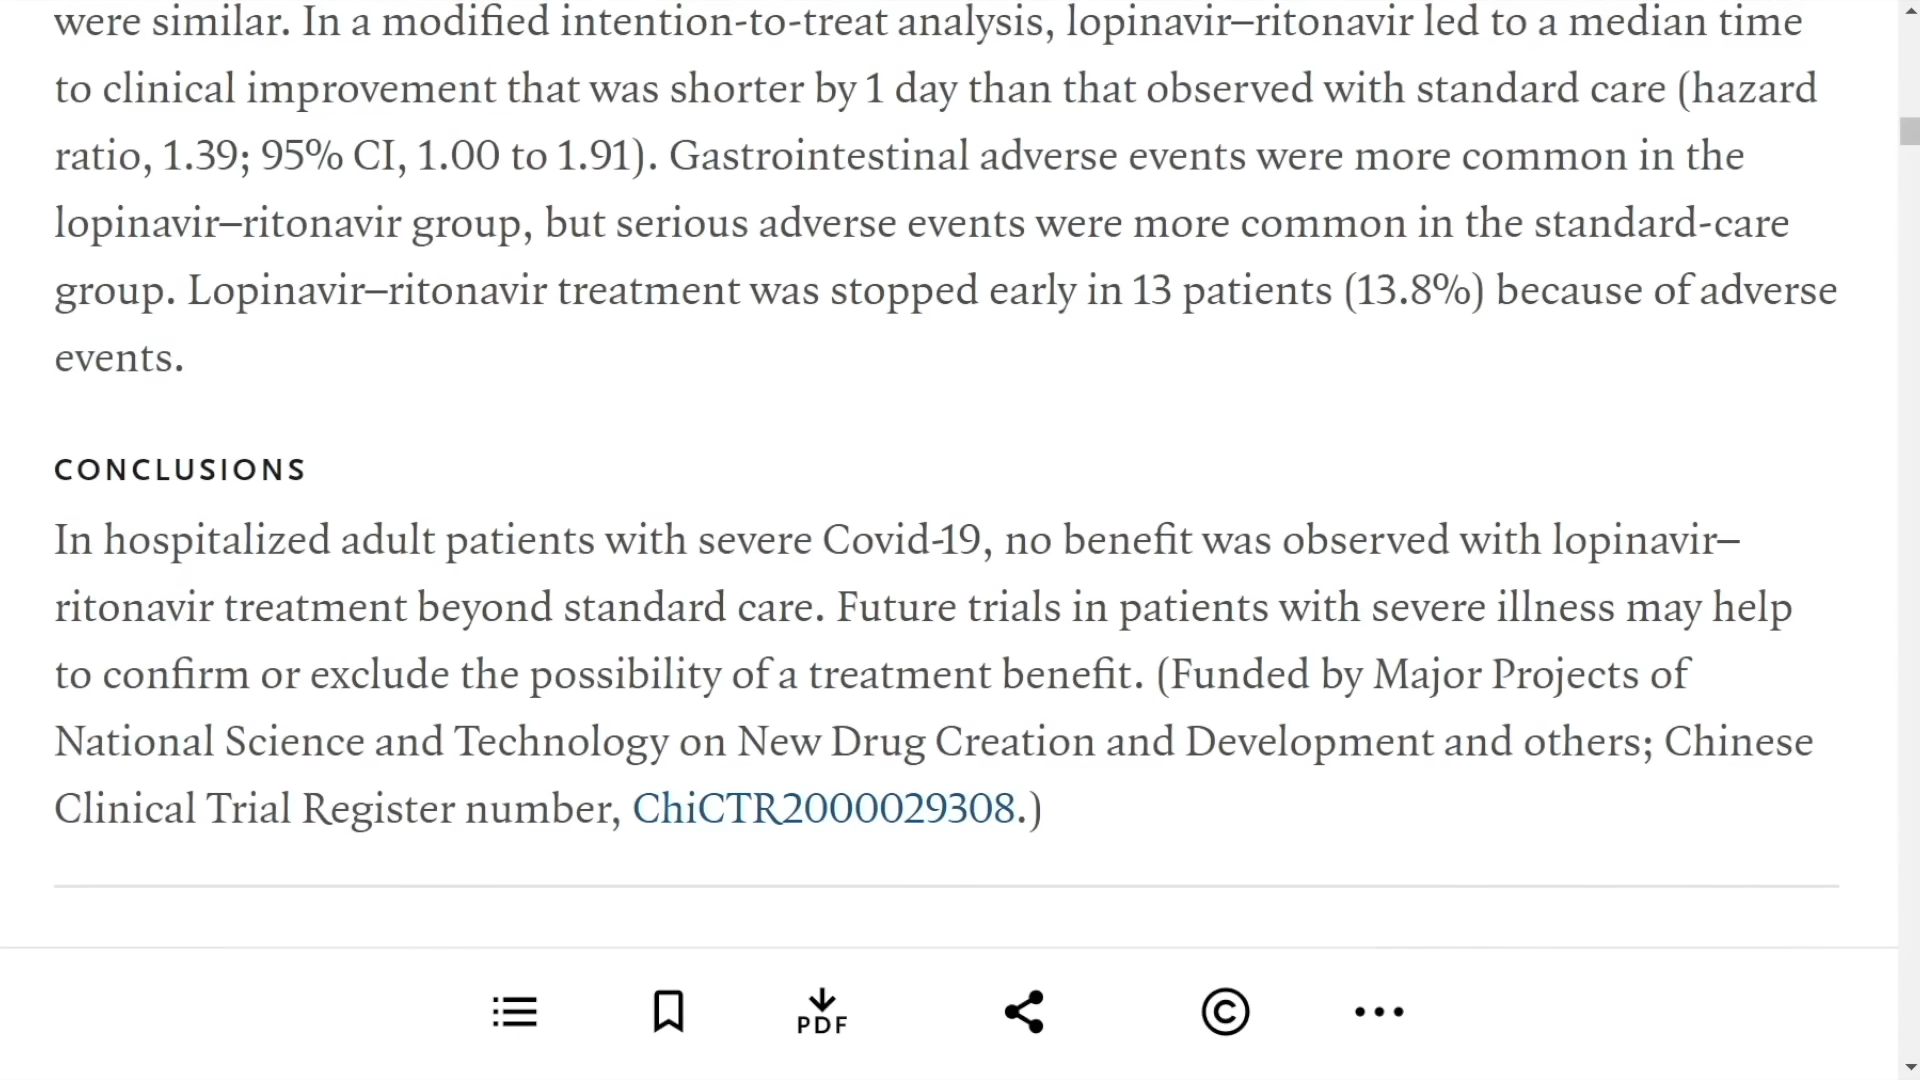 were similar. In a modified intention-to-treat analysis, lopinavir–ritonavir led to a median time
to clinical improvement that was shorter by 1 day than that observed with standard care (hazard
ratio, 1.39; 95% CI, 1.00 to 1.91). Gastrointestinal adverse events were more common in the
lopinavir–ritonavir group, but serious adverse events were more common in the standard-care
group. Lopinavir–ritonavir treatment was stopped early in 13 patients (13.8%) because of adverse
events.
CONCLUSIONS
In hospitalized adult patients with severe Covid-19, no benefit was observed with lopinavir–
ritonavir treatment beyond standard care. Future trials in patients with severe illness may help
to confirm or exclude the possibility of a treatment benefit. (Funded by Major Projects of
National Science and Technology on New Drug Creation and Development and others; Chinese
Clinical Trial Register number, ChiCTR2000029308.)
PDF ©